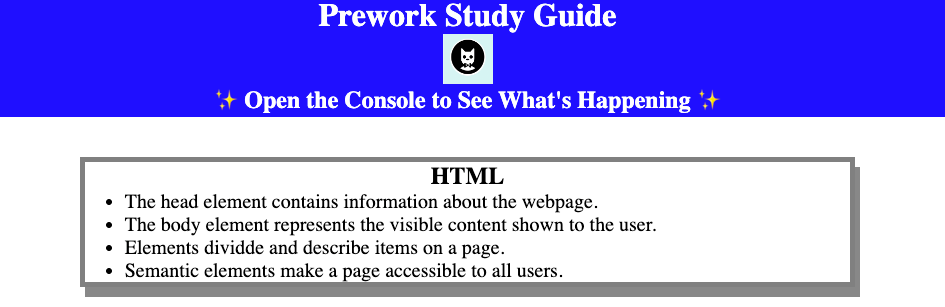 Prework Study Guide
✨ Open the Console to See What's Happening ✨
HTML
• The head element contains information about the webpage.
• The body element represents the visible content shown to the user.
• Elements dividde and describe items on a page.
• Semantic elements make a page accessible to all users.